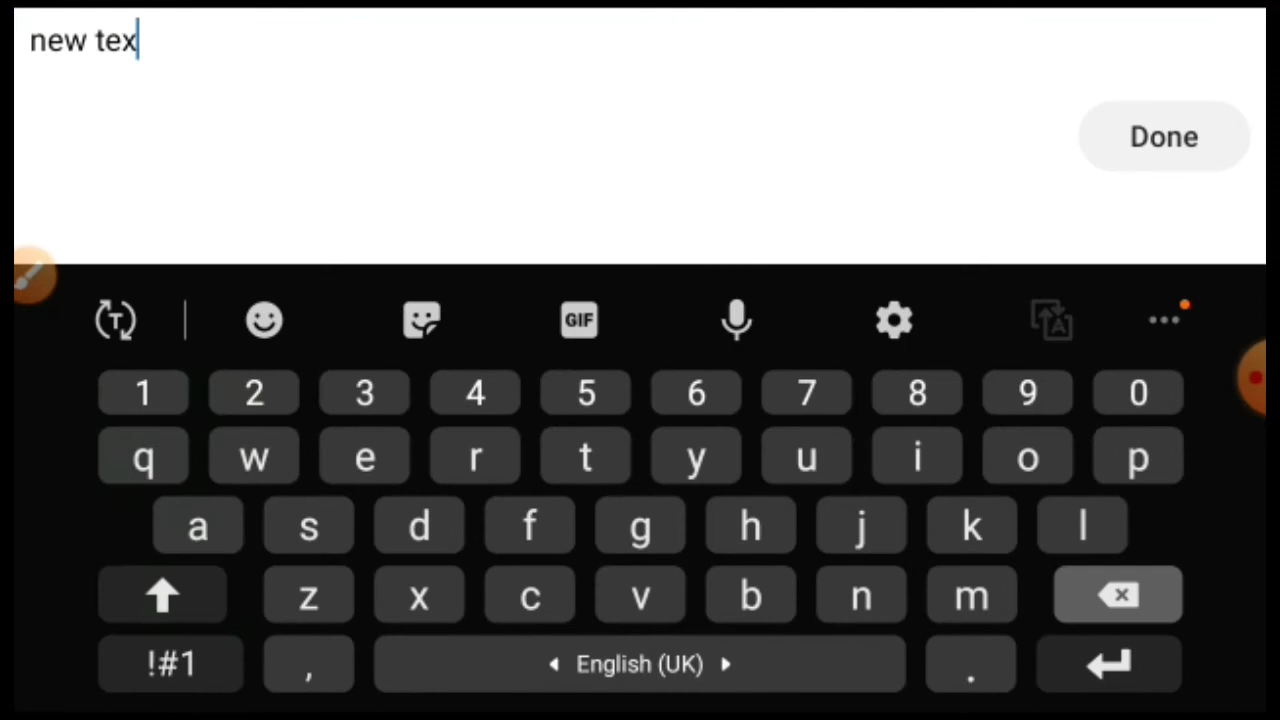 new tex
Done
T GIF A
1 2 3 4 5 6 7 8 9 0
q w e r t y u i o p
a s d f g h j k l
z x c v b n m
!#1 , English (UK) .